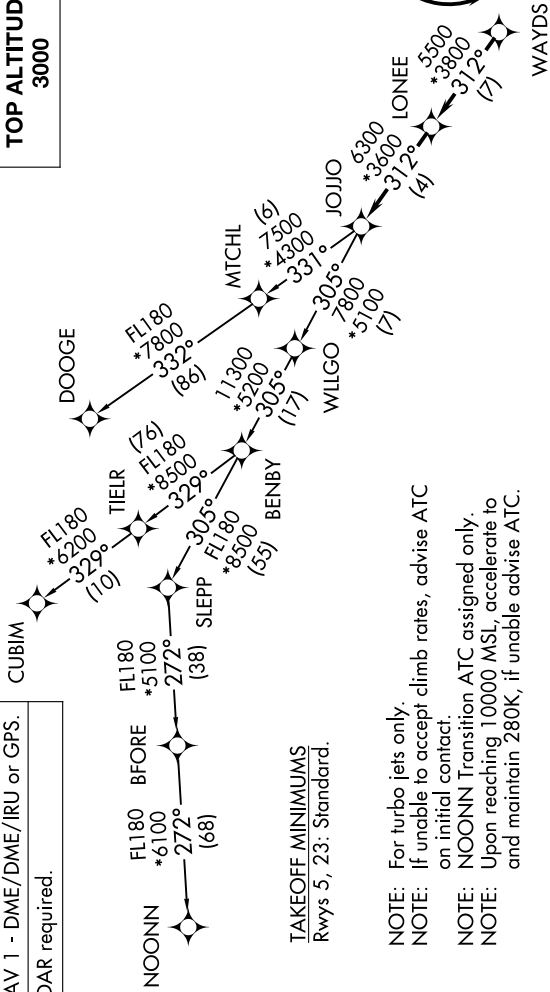 TOP ALTITUD
3000
AV 1 - DME/DME/IRU or GPS.
DAR required.
WAYDS
5500
*3800
312°
(7)
LONEE
6300
*3600
312°
(4)
JOJJO
(6)
7500
*4300
331°
MTCHL
FL180
*7800
332°
(86)
DOOGE
305°
7800
*5100
(7)
WLLGO
11300
*5200
305°
(17)
BENBY
(76)
FL180
*8500
329°
TIELR
FL180
*6200
329°
(10)
CUBIM
305°
FL180
*8500
(55)
SLEPP
FL180
*5100
272°
(38)
BFORE
FL180
*6100
272°
(68)
NOONN
TAKEOFF MINIMUMS
Rwys 5, 23: Standard.
NOTE: For turbo jets only.
NOTE: If unable to accept climb rates, advise ATC
on initial contact.
NOTE: NOONN Transition ATC assigned only.
NOTE: Upon reaching 10000 MSL, accelerate to
and maintain 280K, if unable advise ATC.